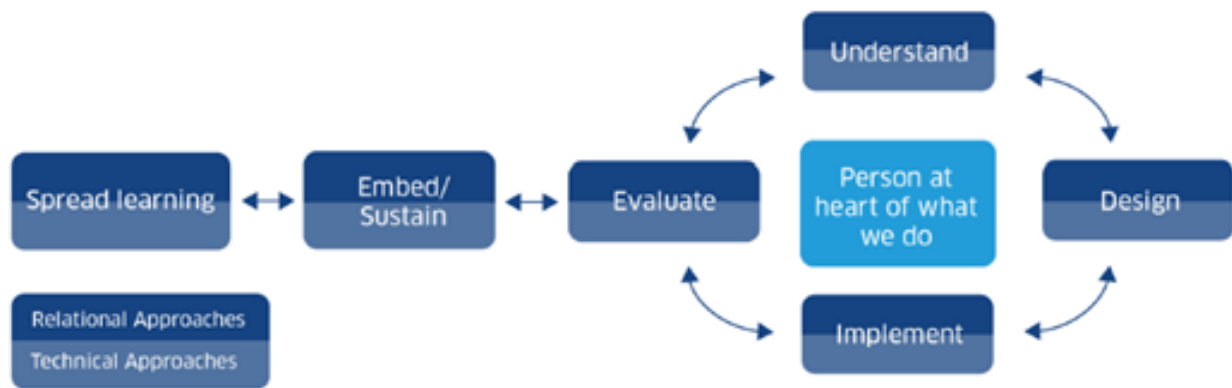 Understand
Spread learning
Embed/
Sustain
Evaluate
Person at
heart of what
we do
Design
Implement
Relational Approaches
Technical Approaches